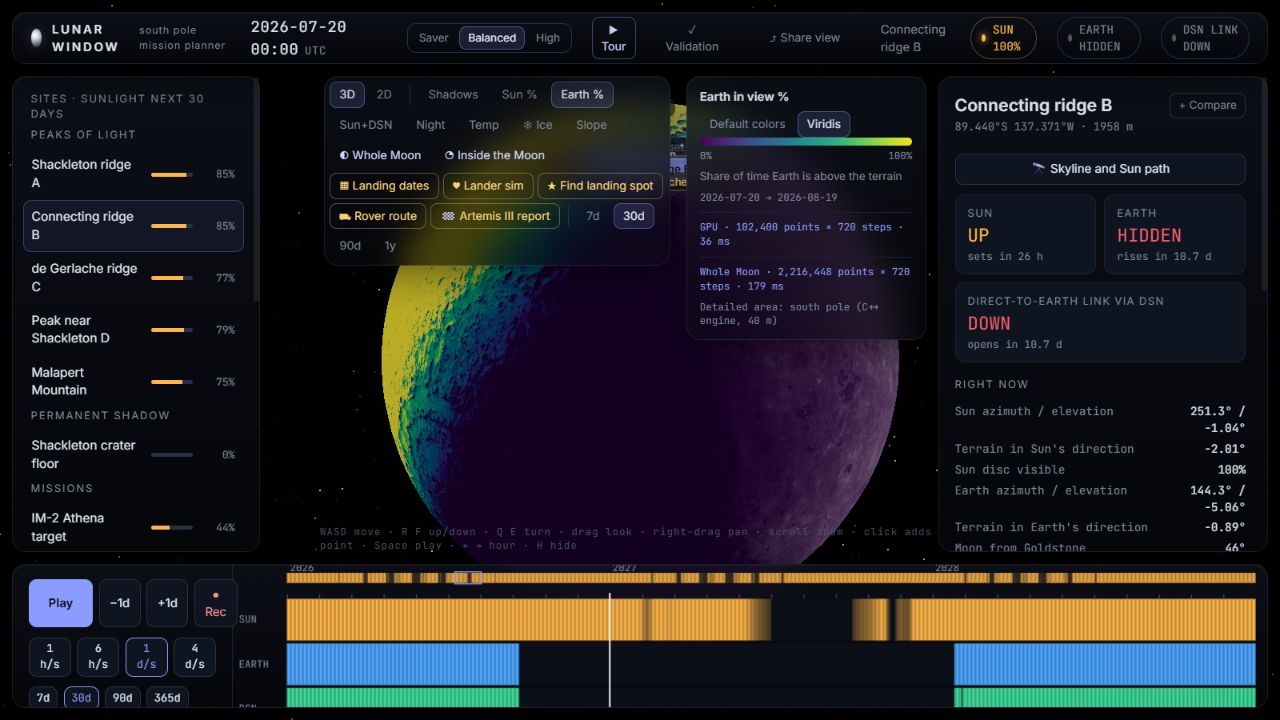 LUNAR
WINDOW
south pole
mission planner
2026-07-20
00:00 UTC
Saver
Balanced
High
▶
Tour
✓
Validation
⤴ Share view
Connecting
ridge B
SUN
100%
EARTH
HIDDEN
DSN LINK
DOWN
SITES · SUNLIGHT NEXT 30
DAYS
PEAKS OF LIGHT
Shackleton ridge
A
85%
Connecting ridge
B
85%
de Gerlache ridge
C
77%
Peak near
Shackleton D
79%
Malapert
Mountain
75%
PERMANENT SHADOW
Shackleton crater
floor
0%
MISSIONS
IM-2 Athena
target
44%
3D
2D
Shadows
Sun %
Earth %
Sun+DSN
Night
Temp
❄ Ice
Slope
◐ Whole Moon
◔ Inside the Moon
▦ Landing dates
♥ Lander sim
★ Find landing spot
⛟ Rover route
🏁 Artemis III report
7d
30d
90d
1y
Earth in view %
Default colors
Viridis
0%
100%
Share of time Earth is above the terrain
2026-07-20 → 2026-08-19
GPU · 102,400 points × 720 steps ·
36 ms
Whole Moon · 2,216,448 points × 720
steps · 179 ms
Detailed area: south pole (C++
engine, 40 m)
WASD move · R F up/down · Q E turn · drag look · right-drag pan · scroll zoom · click adds
point · Space play · ← → hour · H hide
Connecting ridge B
+ Compare
89.440°S 137.371°W · 1958 m
🔭 Skyline and Sun path
SUN
UP
sets in 26 h
EARTH
HIDDEN
rises in 10.7 d
DIRECT-TO-EARTH LINK VIA DSN
DOWN
opens in 10.7 d
RIGHT NOW
Sun azimuth / elevation
251.3° /
-1.04°
Terrain in Sun's direction
-2.01°
Sun disc visible
100%
Earth azimuth / elevation
144.3° /
-5.06°
Terrain in Earth's direction
-0.89°
Moon from Goldstone
46°
Play
−1d
+1d
●
Rec
1
h/s
6
h/s
1
d/s
4
d/s
7d
30d
90d
365d
2026
2027
2028
SUN
EARTH
DSN